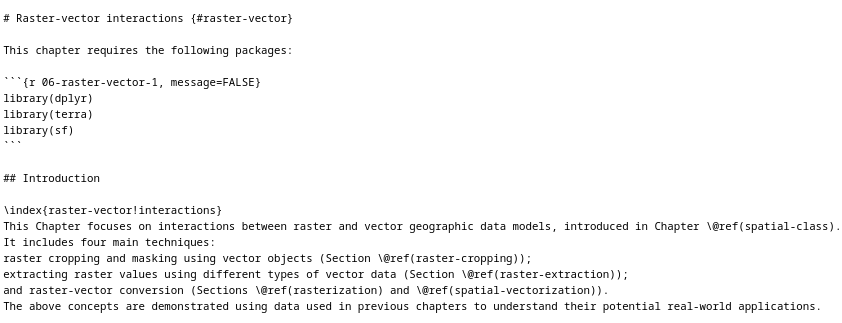 # Raster-vector interactions {#raster-vector}
This chapter requires the following packages:
```{r 06-raster-vector-1, message=FALSE}
library(dplyr)
library(terra)
library(sf)
```
## Introduction
\index{raster-vector!interactions}
This Chapter focuses on interactions between raster and vector geographic data models, introduced in Chapter \@ref(spatial-class).
It includes four main techniques:
raster cropping and masking using vector objects (Section \@ref(raster-cropping));
extracting raster values using different types of vector data (Section \@ref(raster-extraction));
and raster-vector conversion (Sections \@ref(rasterization) and \@ref(spatial-vectorization)).
The above concepts are demonstrated using data used in previous chapters to understand their potential real-world applications.